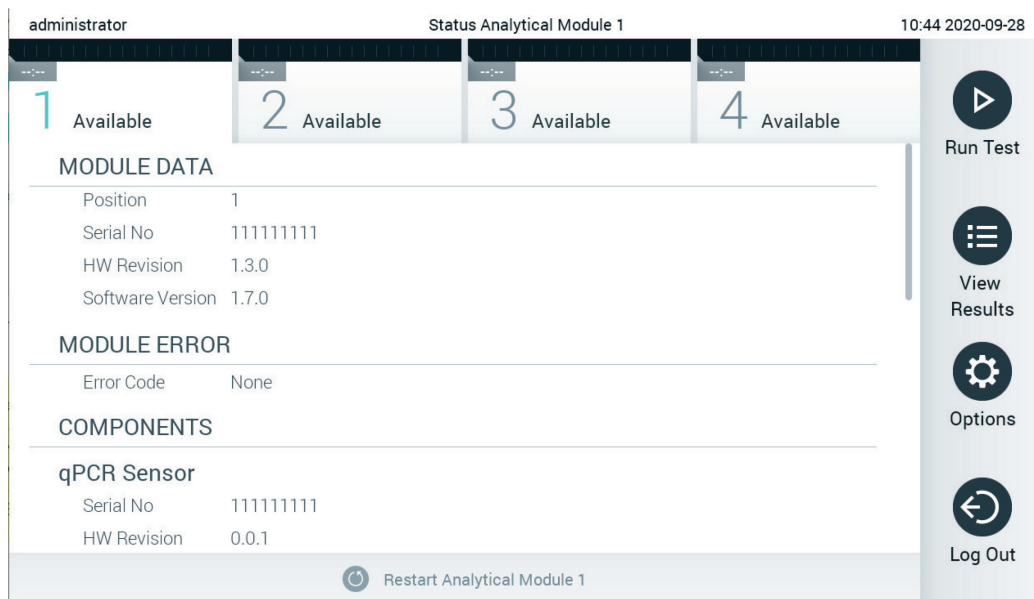 administrator Status Analytical Module 1 10:44 2020-09-28
--:-- --:-- --:-- --:--
1 Available 2 Available 3 Available 4 Available
Run Test
MODULE DATA
Position 1
Serial No 111111111
HW Revision 1.3.0
Software Version 1.7.0
View
Results
MODULE ERROR
Error Code None
Options
COMPONENTS
qPCR Sensor
Serial No 111111111
HW Revision 0.0.1
Log Out
Restart Analytical Module 1